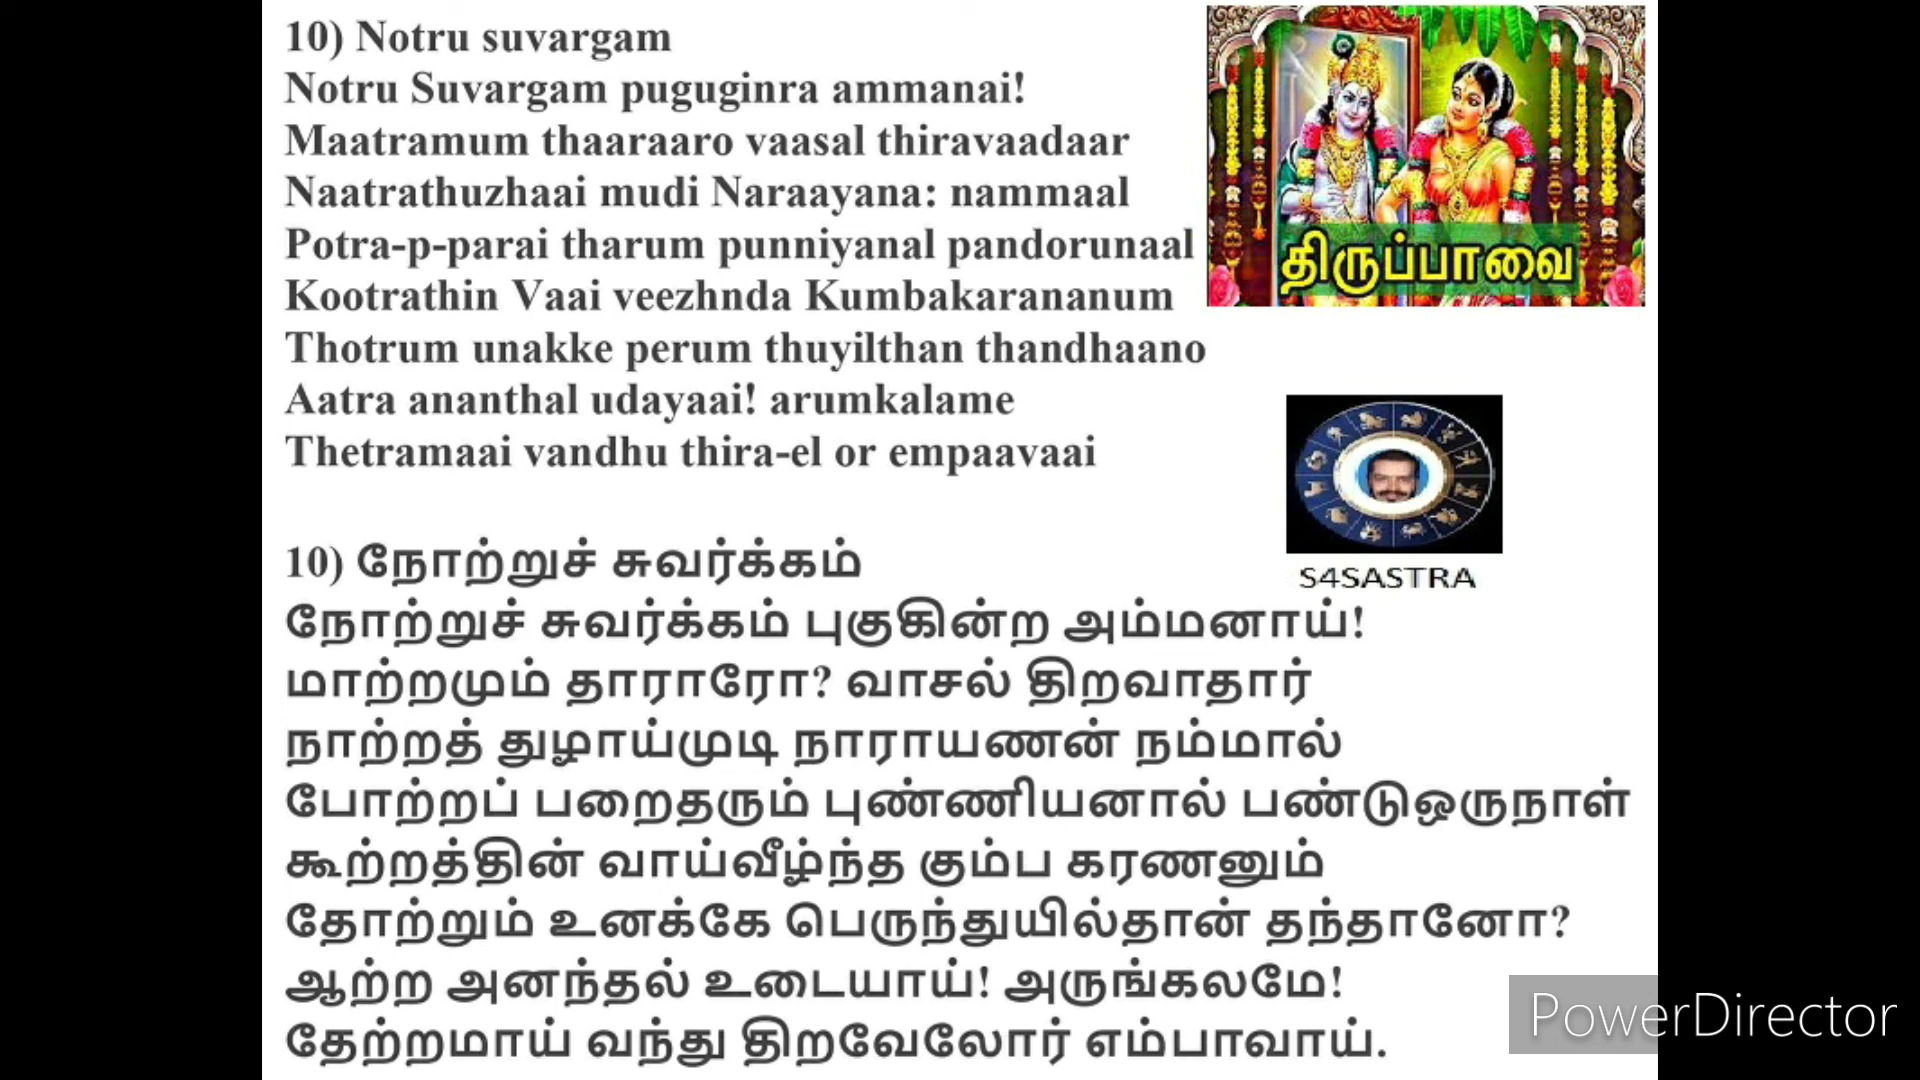 10) Notru suvargam
Notru Suvargam puguginra ammanai!
Maatramum thaaraaro vaasal thiravaadaar
Naatrathuzhaai mudi Naraayana: nammaal
Potra-p-parai tharum punniyanal pandorunaal
Kootrathin Vaai veezhnda Kumbakarananum
Thotrum unakke perum thuyilthan thandhaano
Aatra ananthal udayaai! arumkalame
Thetramaai vandhu thira-el or empaavaai
திருப்பாவை
S4SASTRA
10) நோற்றுச் சுவர்க்கம்
நோற்றுச் சுவர்க்கம் புகுகின்ற அம்மனாய்!
மாற்றமும் தாராரோ? வாசல் திறவாதார்
நாற்றத் துழாய்முடி நாராயணன் நம்மால்
போற்றப் பறைதரும் புண்ணியனால் பண்டுஒருநாள்
கூற்றத்தின் வாய்வீழ்ந்த கும்ப கரணனும்
தோற்றும் உனக்கே பெருந்துயில்தான் தந்தானோ?
ஆற்ற அனந்தல் உடையாய்! அருங்கலமே!
தேற்றமாய் வந்து திறவேலோர் எம்பாவாய்.
PowerDirector